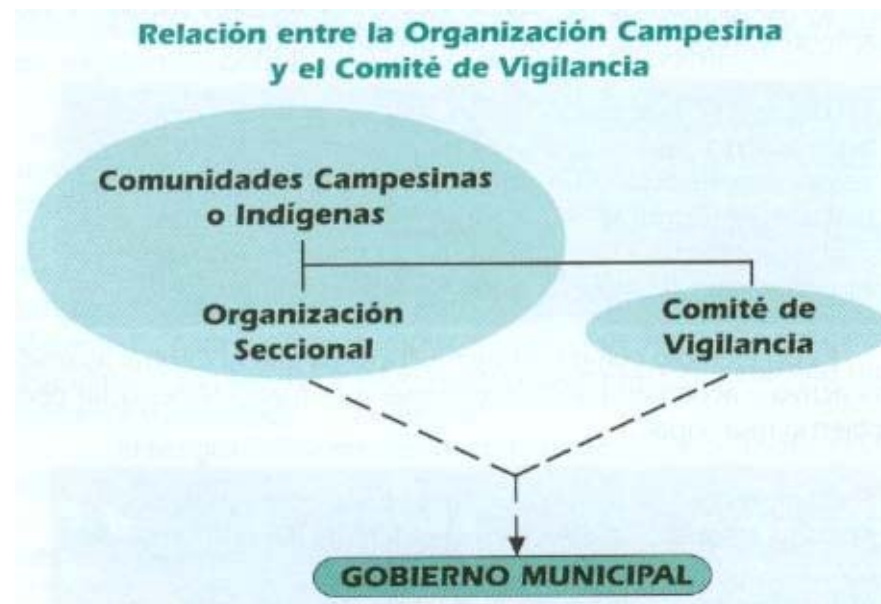 Relación entre la Organización Campesina
y el Comité de Vigilancia
Comunidades Campesinas
o Indígenas
Organización
Seccional
Comité de
Vigilancia
GOBIERNO MUNICIPAL